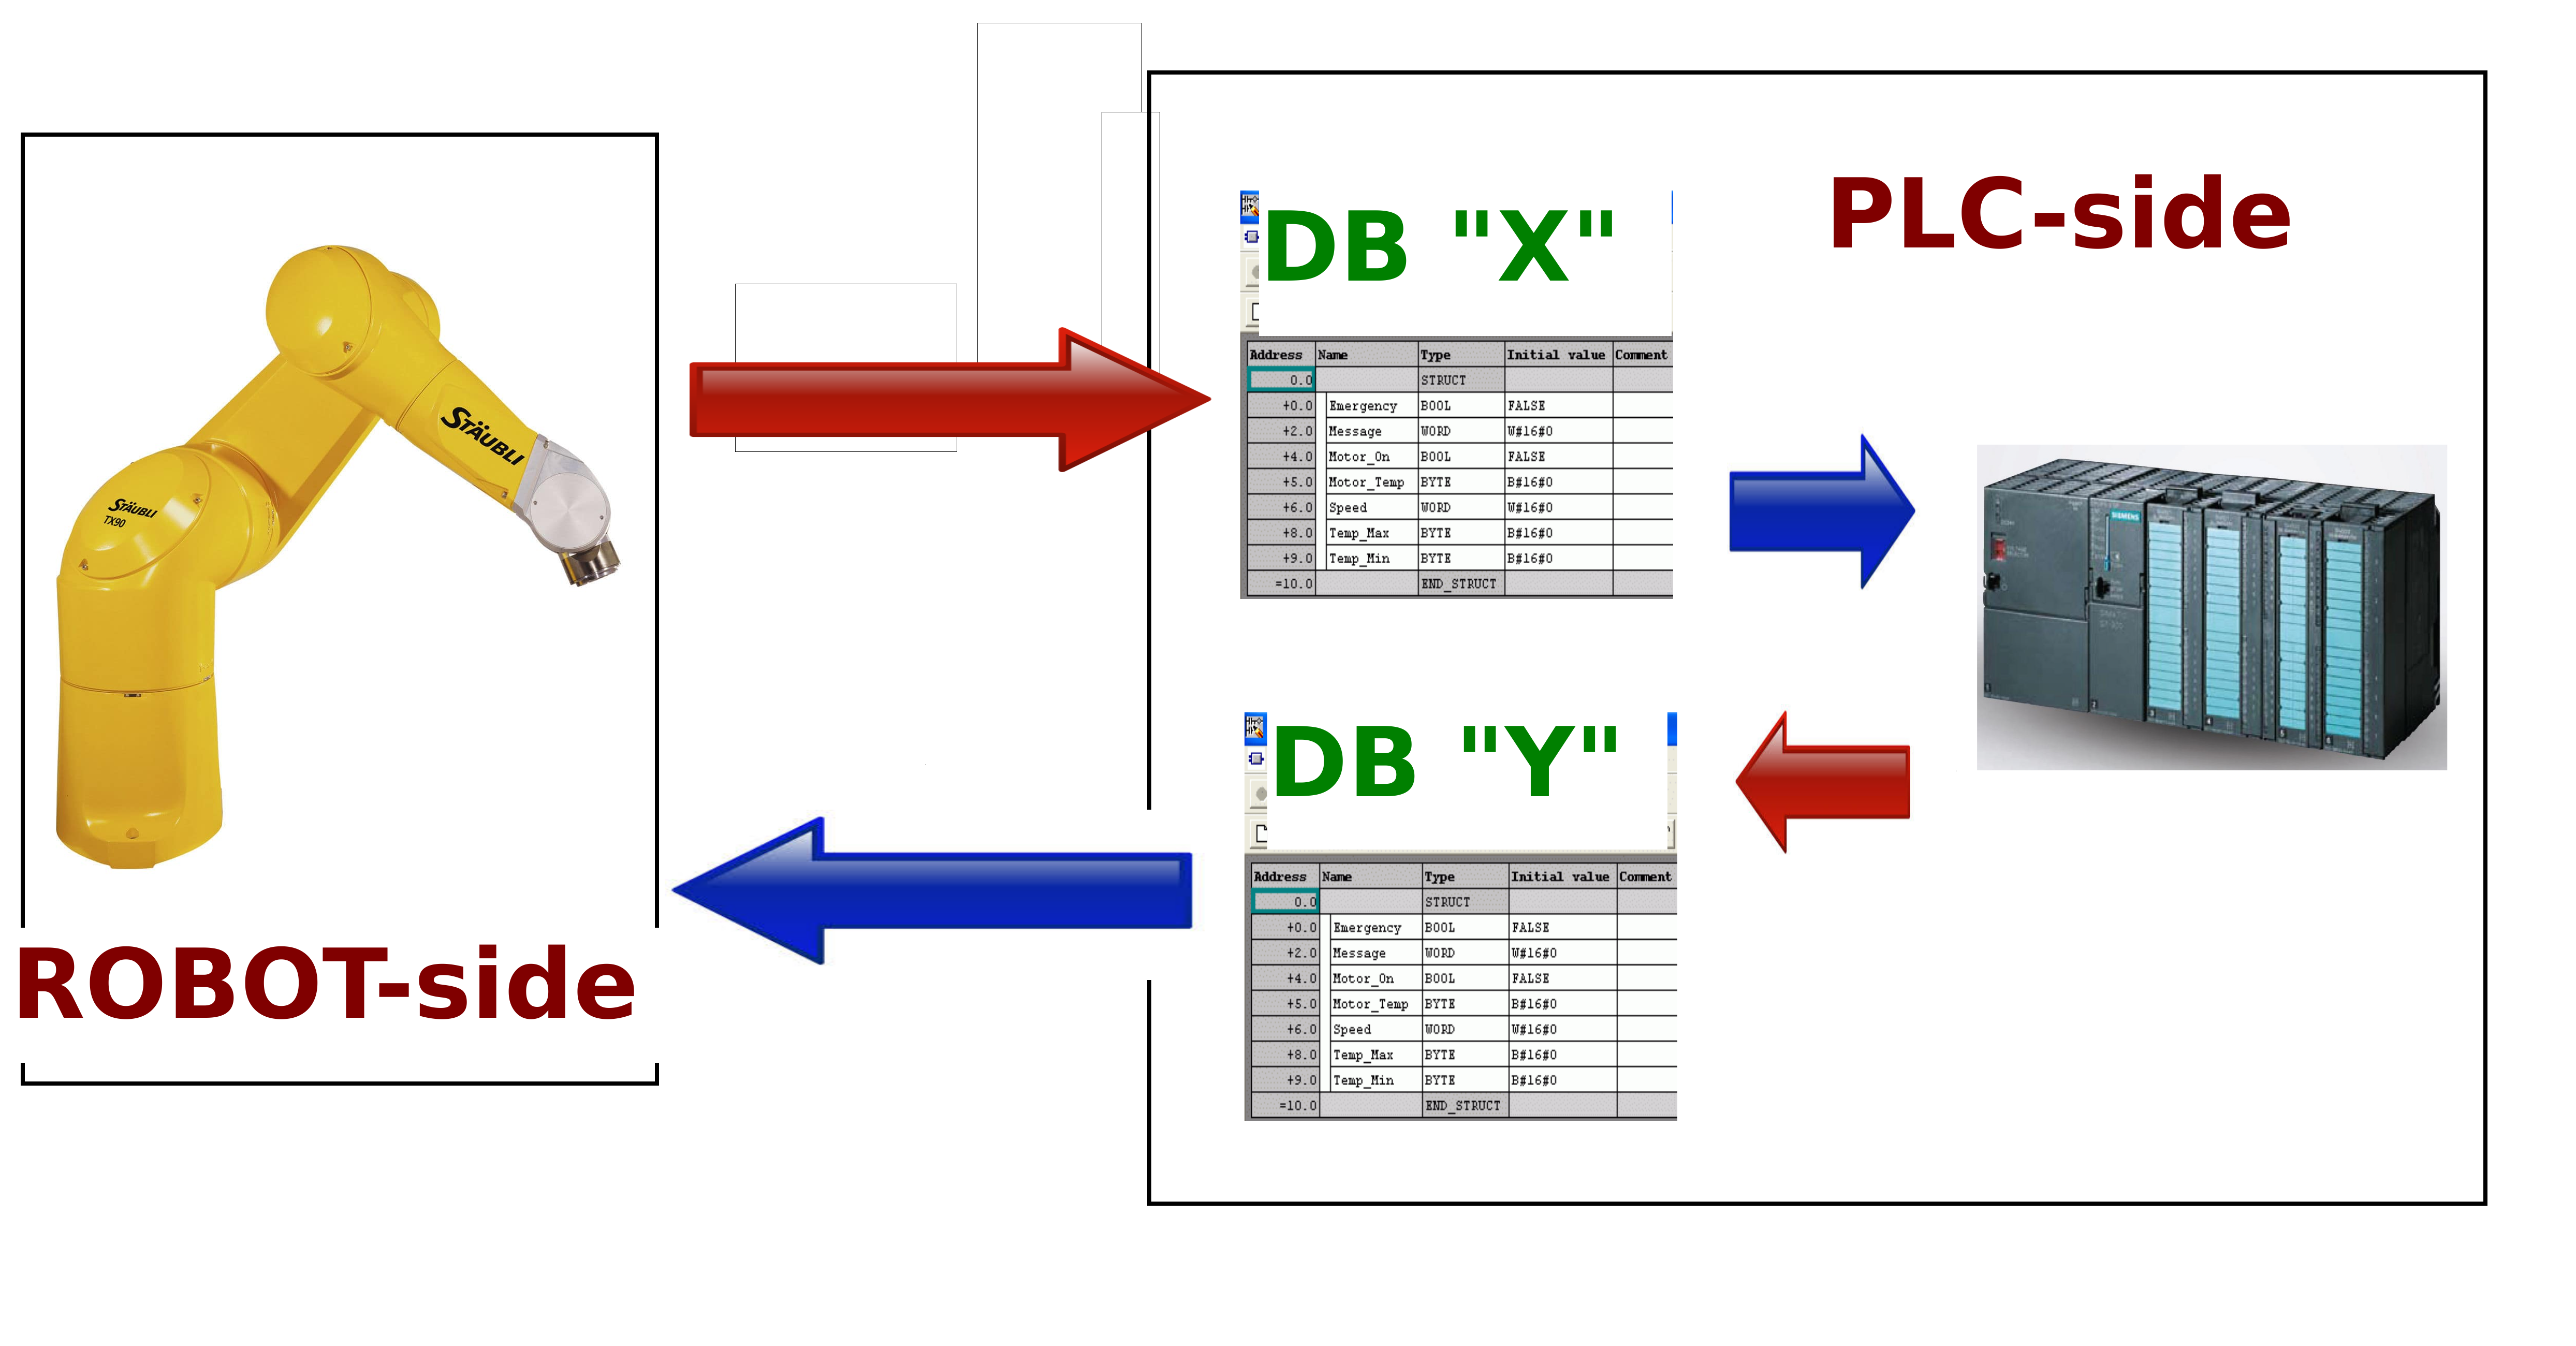 PLC-side
DB "X"
Address Name Type Initial value Comment
0.0 STRUCT
+0.0 Emergency BOOL FALSE
+2.0 Message WORD W#16#0
+4.0 Motor_On BOOL FALSE
+5.0 Motor_Temp BYTE B#16#0
+6.0 Speed WORD W#16#0
+8.0 Temp_Max BYTE B#16#0
+9.0 Temp_Min BYTE B#16#0
=10.0 END_STRUCT
STÄUBLI
STÄUBLI
TX90
SIEMENS
DB "Y"
Address Name Type Initial value Comment
0.0 STRUCT
+0.0 Emergency BOOL FALSE
+2.0 Message WORD W#16#0
+4.0 Motor_On BOOL FALSE
+5.0 Motor_Temp BYTE B#16#0
+6.0 Speed WORD W#16#0
+8.0 Temp_Max BYTE B#16#0
+9.0 Temp_Min BYTE B#16#0
=10.0 END_STRUCT
ROBOT-side